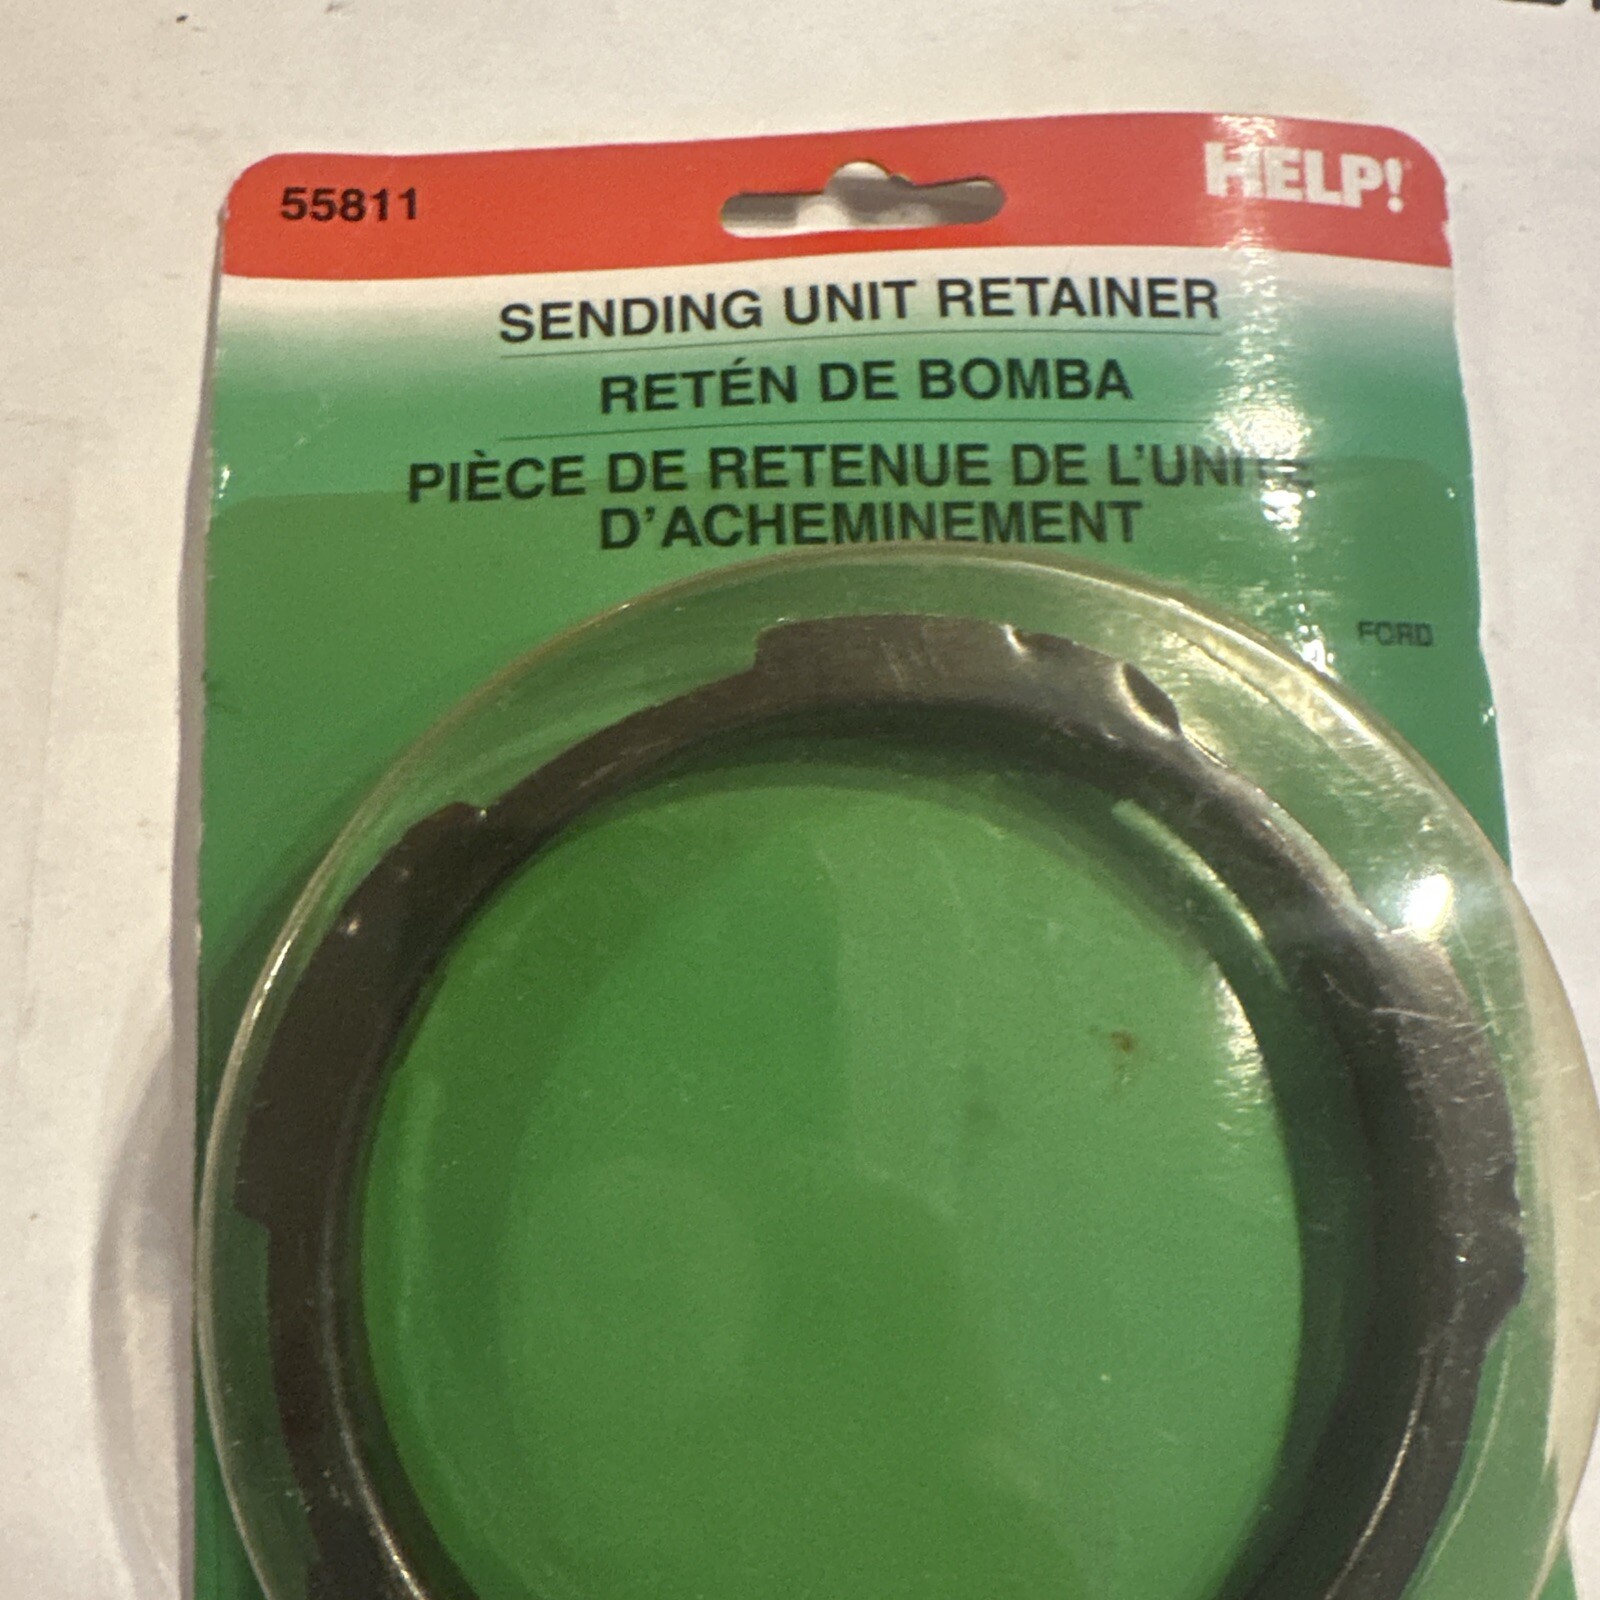 55811
HELP!
SENDING UNIT RETAINER
RETÉN DE BOMBA
PIÈCE DE RETENUE DE L'UNITÉ
D'ACHEMINEMENT
FORD